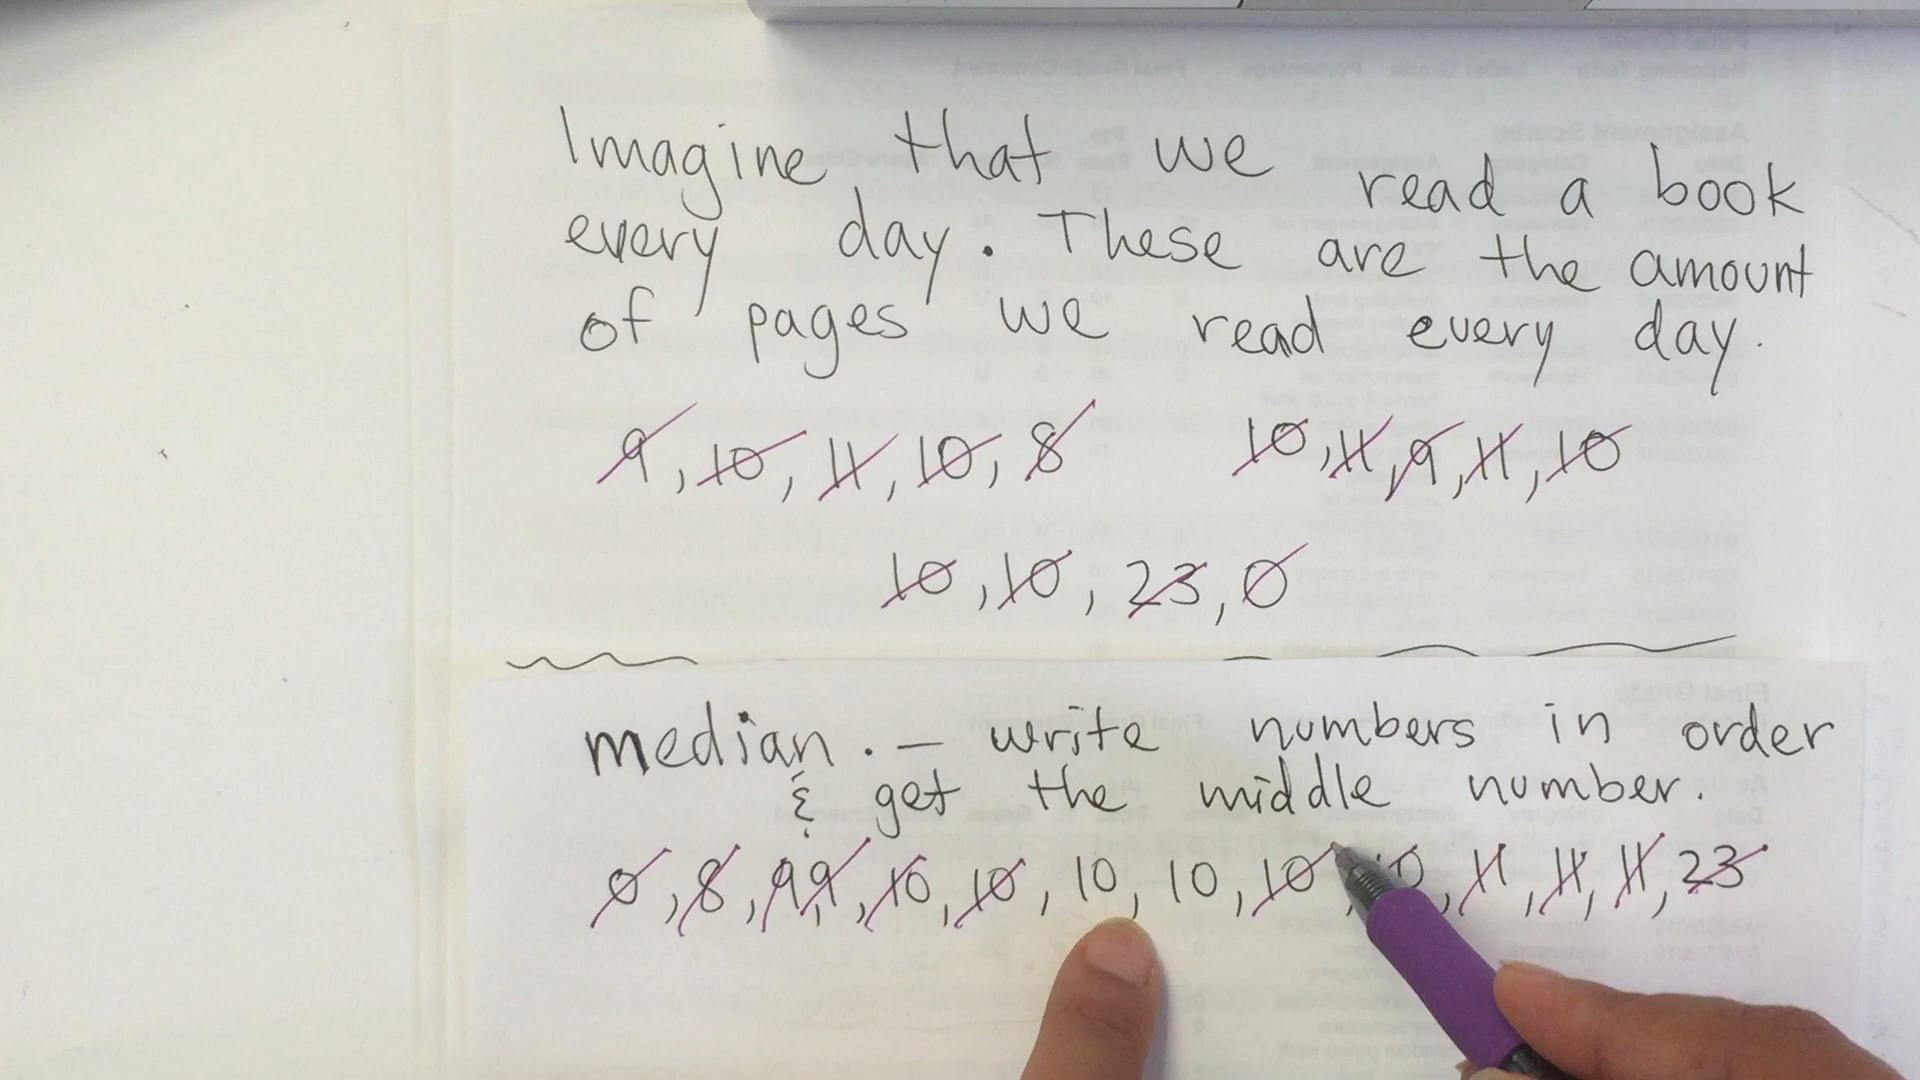 Imagine that we read a book
every day. These are the amount
of pages we read every day.
9, 10, 11, 10, 8 10, 11, 9, 11, 10
10, 10, 23, 0
median. - write numbers in order
& get the middle number.
0, 8, 9, 9, 10, 10, 10, 10, 10, 10, 11, 11, 11, 23